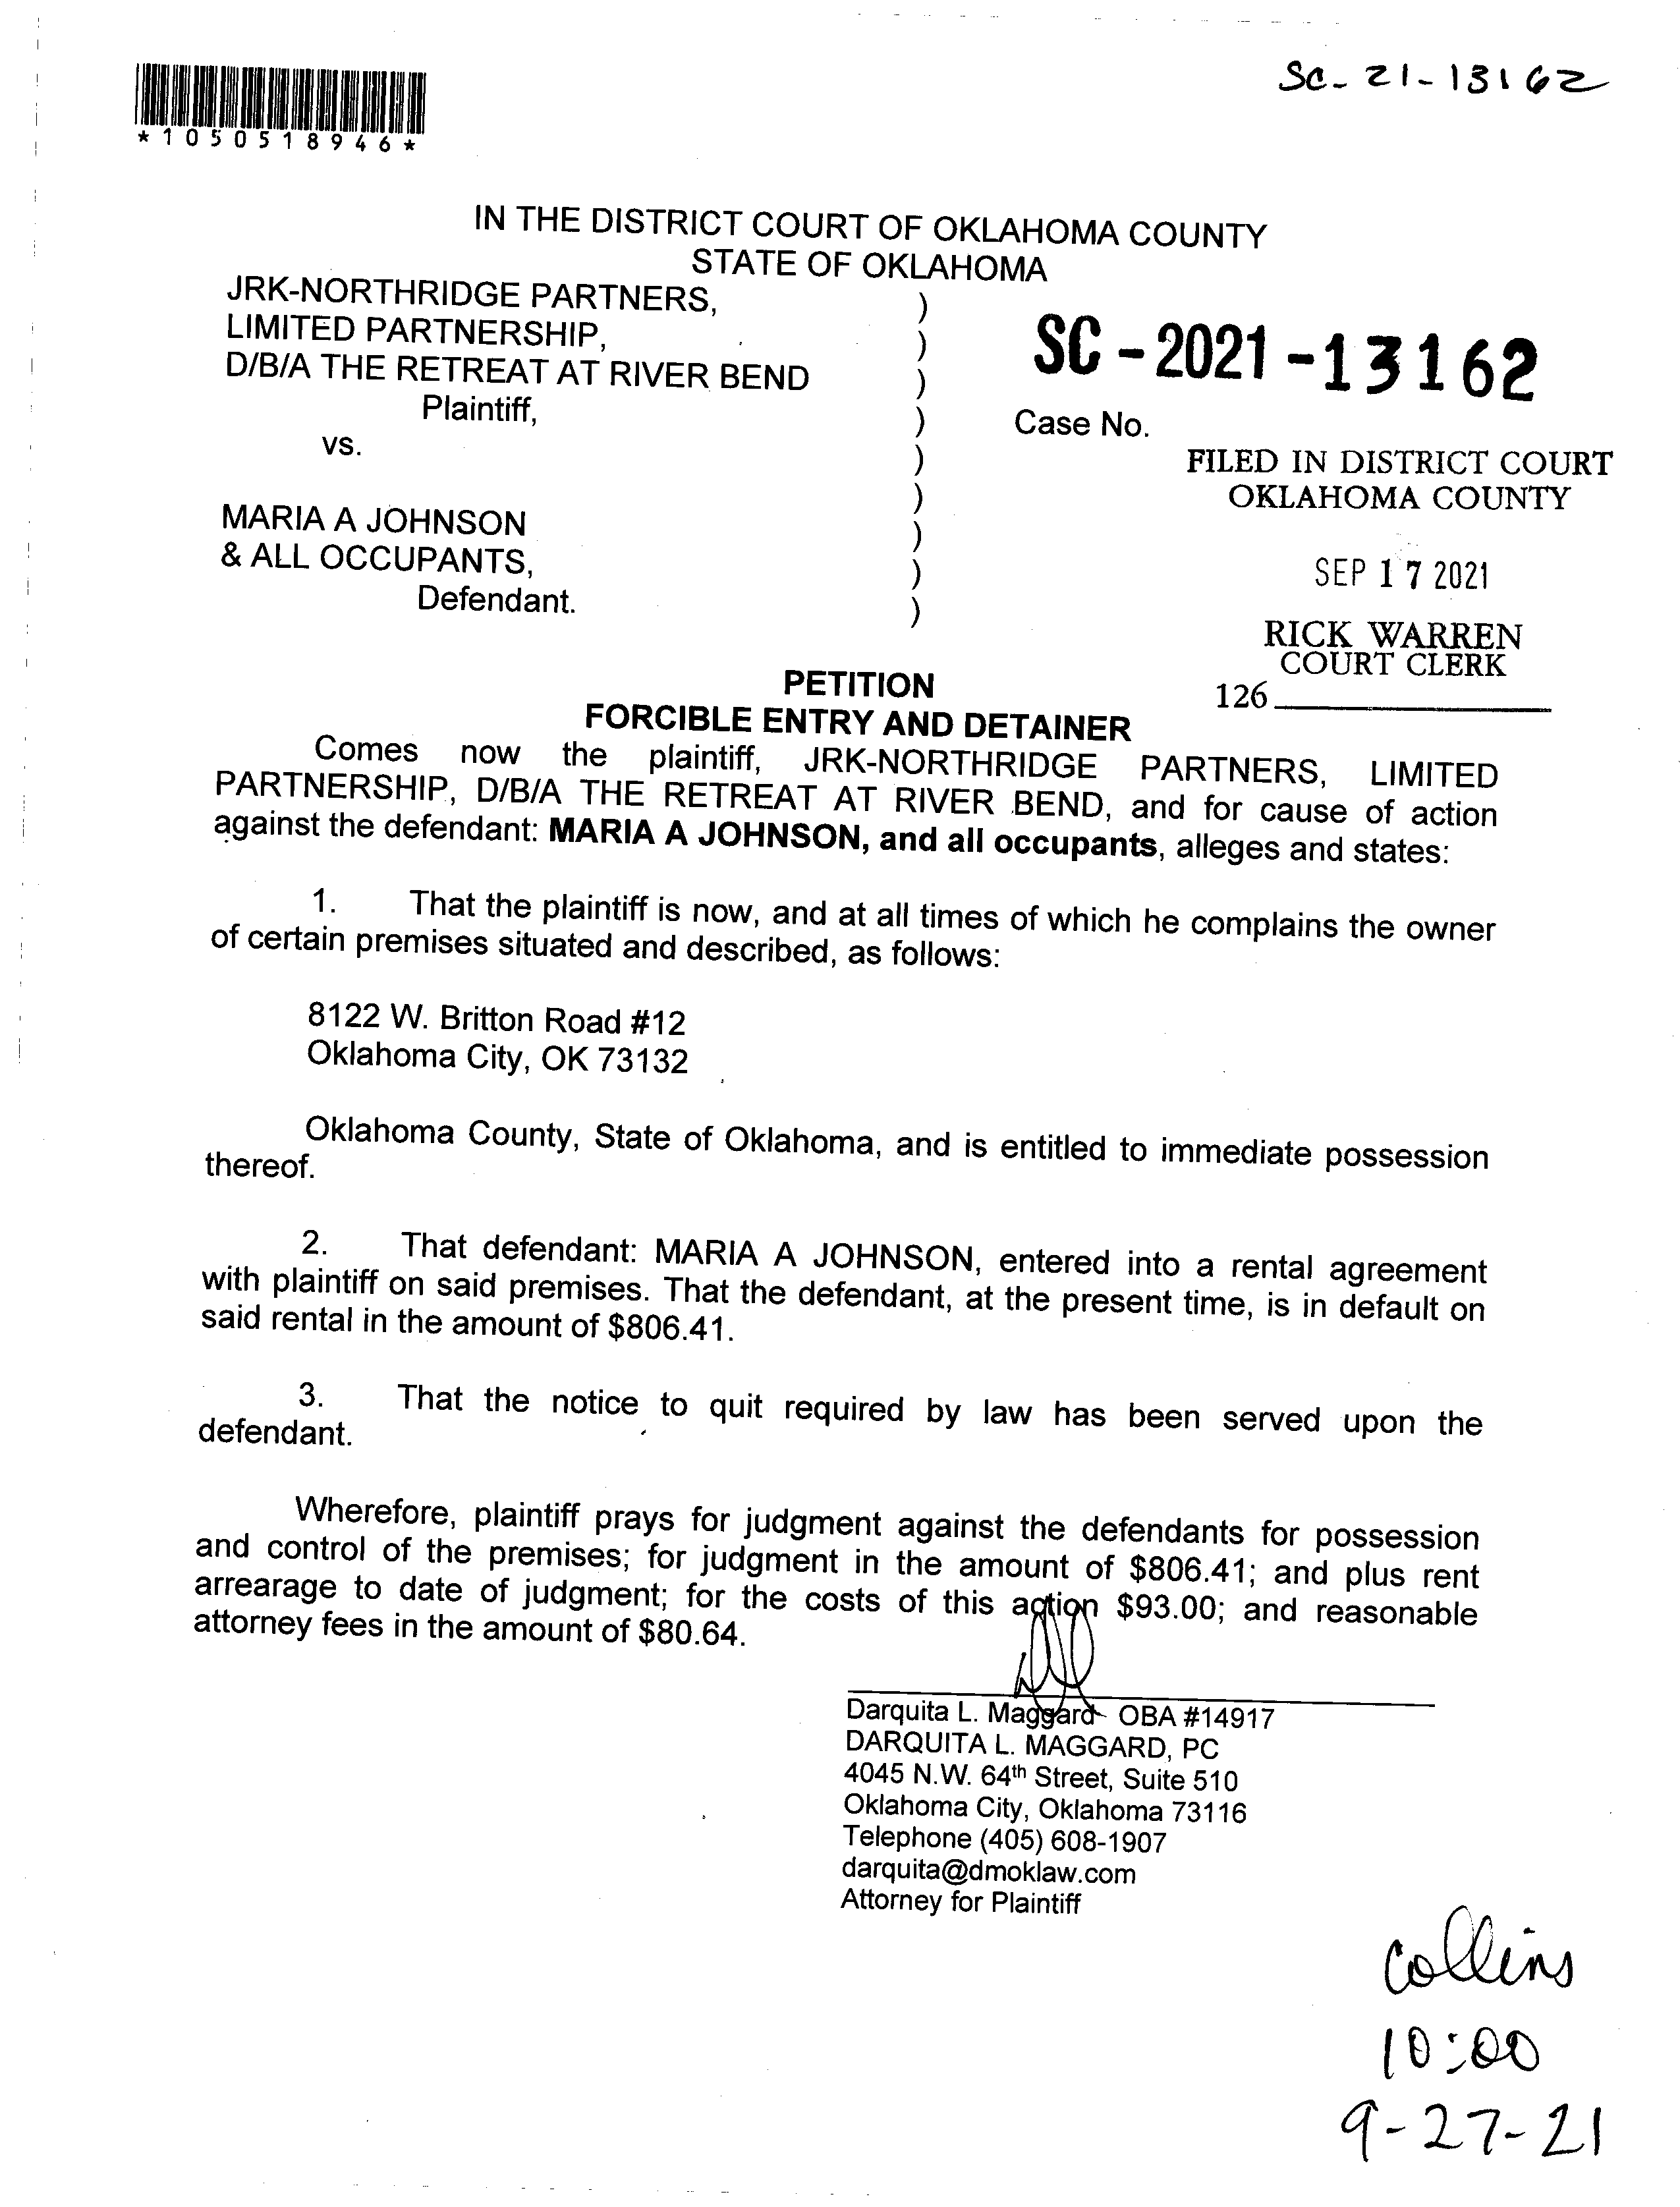 SC-21-13162
*1050518946*
IN THE DISTRICT COURT OF OKLAHOMA COUNTY
STATE OF OKLAHOMA
JRK-NORTHRIDGE PARTNERS, )
LIMITED PARTNERSHIP, )
D/B/A THE RETREAT AT RIVER BEND )
Plaintiff, )
vs. )
)
MARIA A JOHNSON )
& ALL OCCUPANTS, )
Defendant. )
SC-2021-13162
Case No.
FILED IN DISTRICT COURT
OKLAHOMA COUNTY
SEP 17 2021
RICK WARREN
COURT CLERK
126
PETITION
FORCIBLE ENTRY AND DETAINER
Comes now the plaintiff, JRK-NORTHRIDGE PARTNERS, LIMITED
PARTNERSHIP, D/B/A THE RETREAT AT RIVER BEND, and for cause of action
against the defendant: MARIA A JOHNSON, and all occupants, alleges and states:
1. That the plaintiff is now, and at all times of which he complains the owner
of certain premises situated and described, as follows:
8122 W. Britton Road #12
Oklahoma City, OK 73132
Oklahoma County, State of Oklahoma, and is entitled to immediate possession
thereof.
2. That defendant: MARIA A JOHNSON, entered into a rental agreement
with plaintiff on said premises. That the defendant, at the present time, is in default on
said rental in the amount of $806.41.
3. That the notice to quit required by law has been served upon the
defendant.
Wherefore, plaintiff prays for judgment against the defendants for possession
and control of the premises; for judgment in the amount of $806.41; and plus rent
arrearage to date of judgment; for the costs of this action $93.00; and reasonable
attorney fees in the amount of $80.64.
Darquita L. Maggard OBA #14917
DARQUITA L. MAGGARD, PC
4045 N.W. 64th Street, Suite 510
Oklahoma City, Oklahoma 73116
Telephone (405) 608-1907
darquita@dmoklaw.com
Attorney for Plaintiff
Collins
10:00
9-27-21